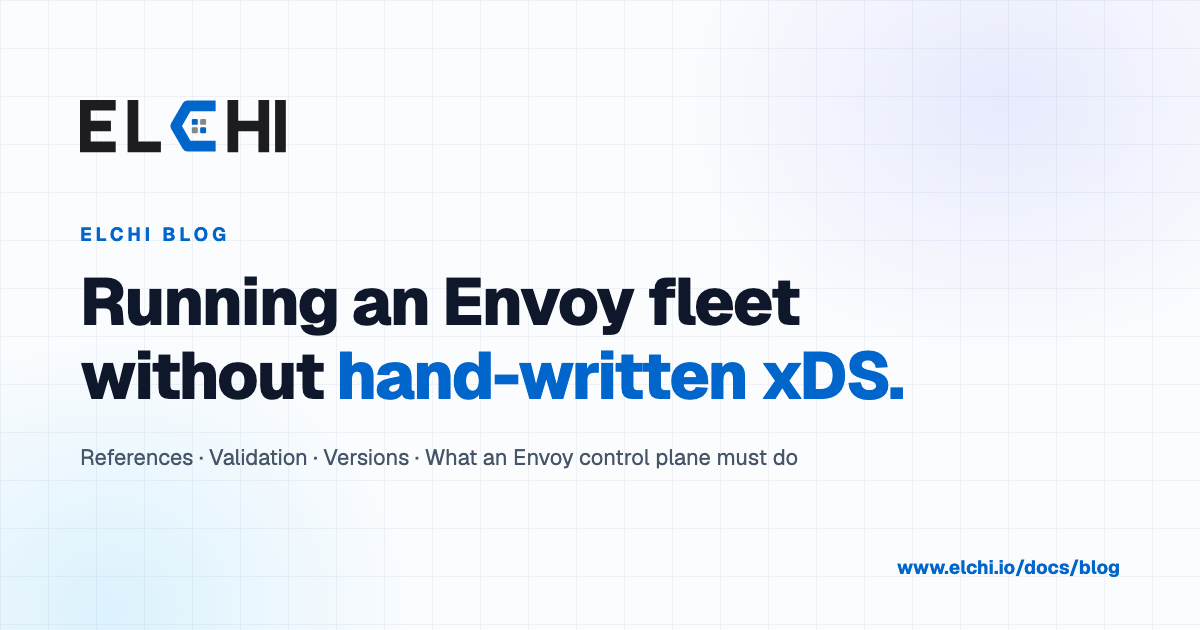 ELCHI
ELCHI BLOG
Running an Envoy fleet
without hand-written xDS.
References · Validation · Versions · What an Envoy control plane must do
www.elchi.io/docs/blog